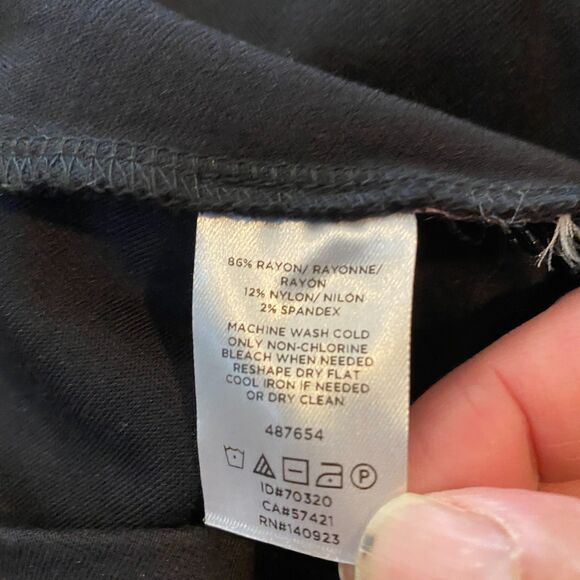 86% RAYON/ RAYONNE/
RAYON
12% NYLON/ NILÓN
2% SPANDEX
MACHINE WASH COLD
ONLY NON-CHLORINE
BLEACH WHEN NEEDED
RESHAPE DRY FLAT
COOL IRON IF NEEDED
OR DRY CLEAN.
487654
P
ID#70320
CA#57421
RN#140923